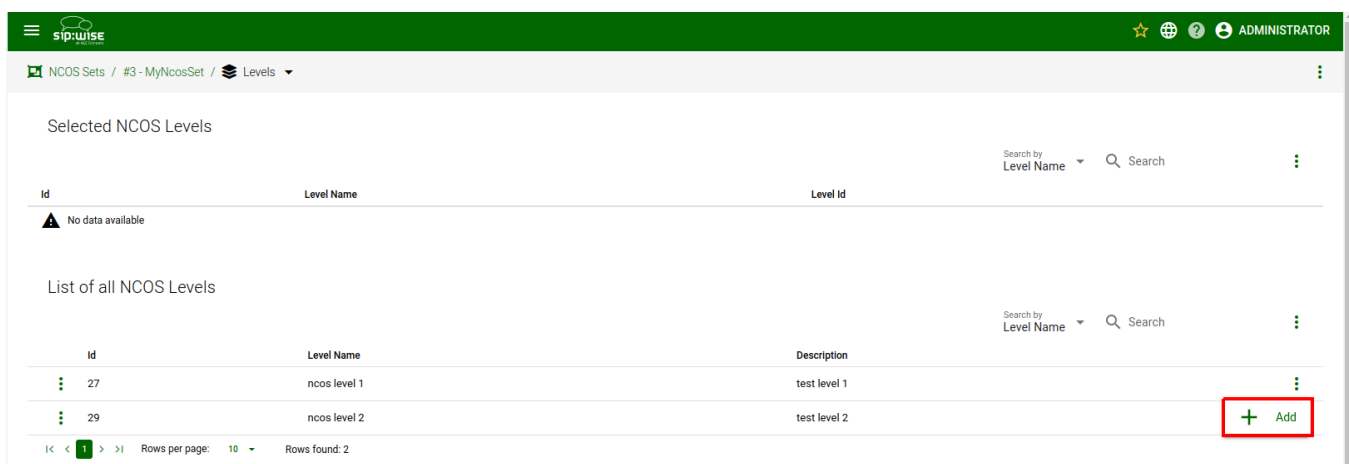 sip:wise
ADMINISTRATOR
NCOS Sets / #3 - MyNcosSet / Levels
Selected NCOS Levels
Search by
Level Name
Search
Id Level Name Level Id
No data available
List of all NCOS Levels
Search by
Level Name
Search
Id Level Name Description
27 ncos level 1 test level 1
29 ncos level 2 test level 2 + Add
|< < 1 > >| Rows per page: 10 Rows found: 2